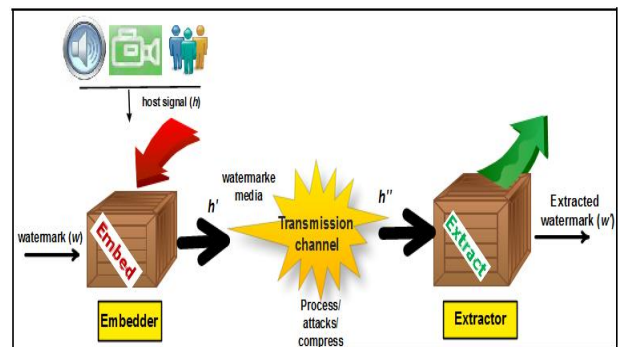 host signal (h)
watermark (w)
Embed
Embedder
h'
watermarke
media
Transmission
channel
Process/
attacks/
compress
h''
Extract
Extractor
Extracted
watermark (w')